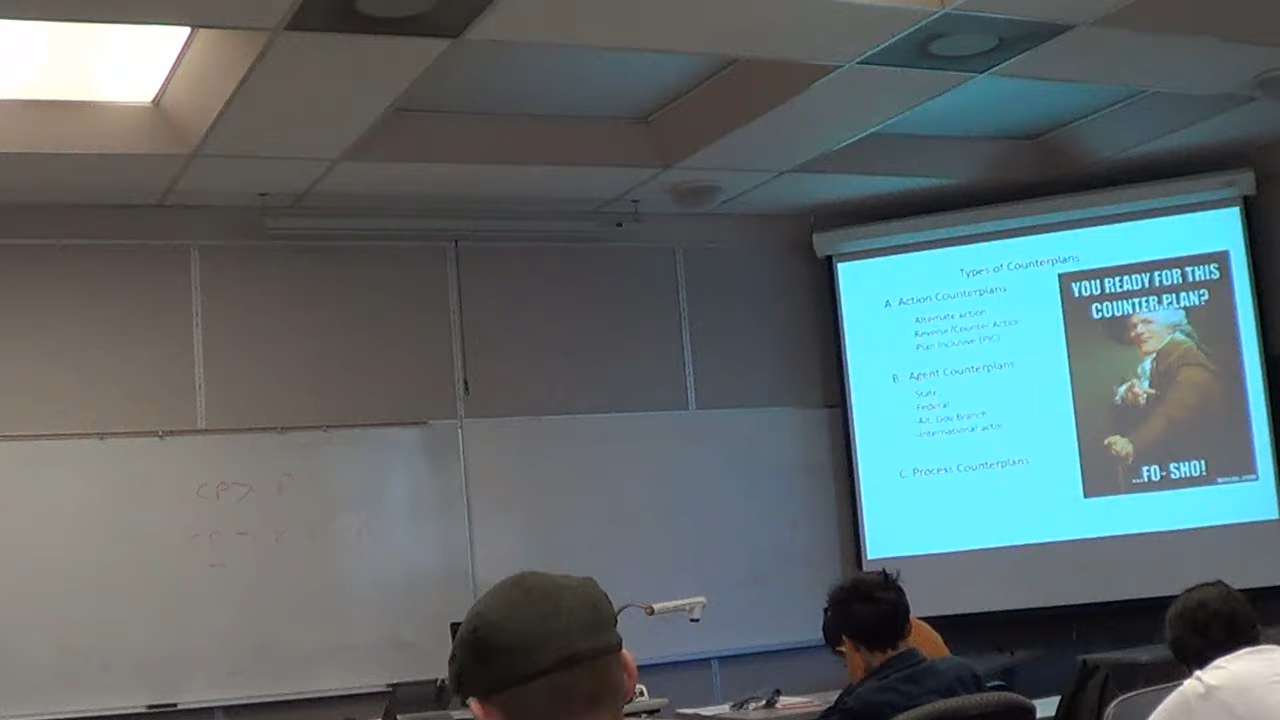 Types of Counterplans
A. Action Counterplans
Alternate action
Reverse/Counter Action
Plan Inclusive (PIC)
B. Agent Counterplans
State
Federal
Alt. Gov Branch
International actor
C. Process Counterplans
YOU READY FOR THIS
COUNTER PLAN?
...FO- SHO!
CP>